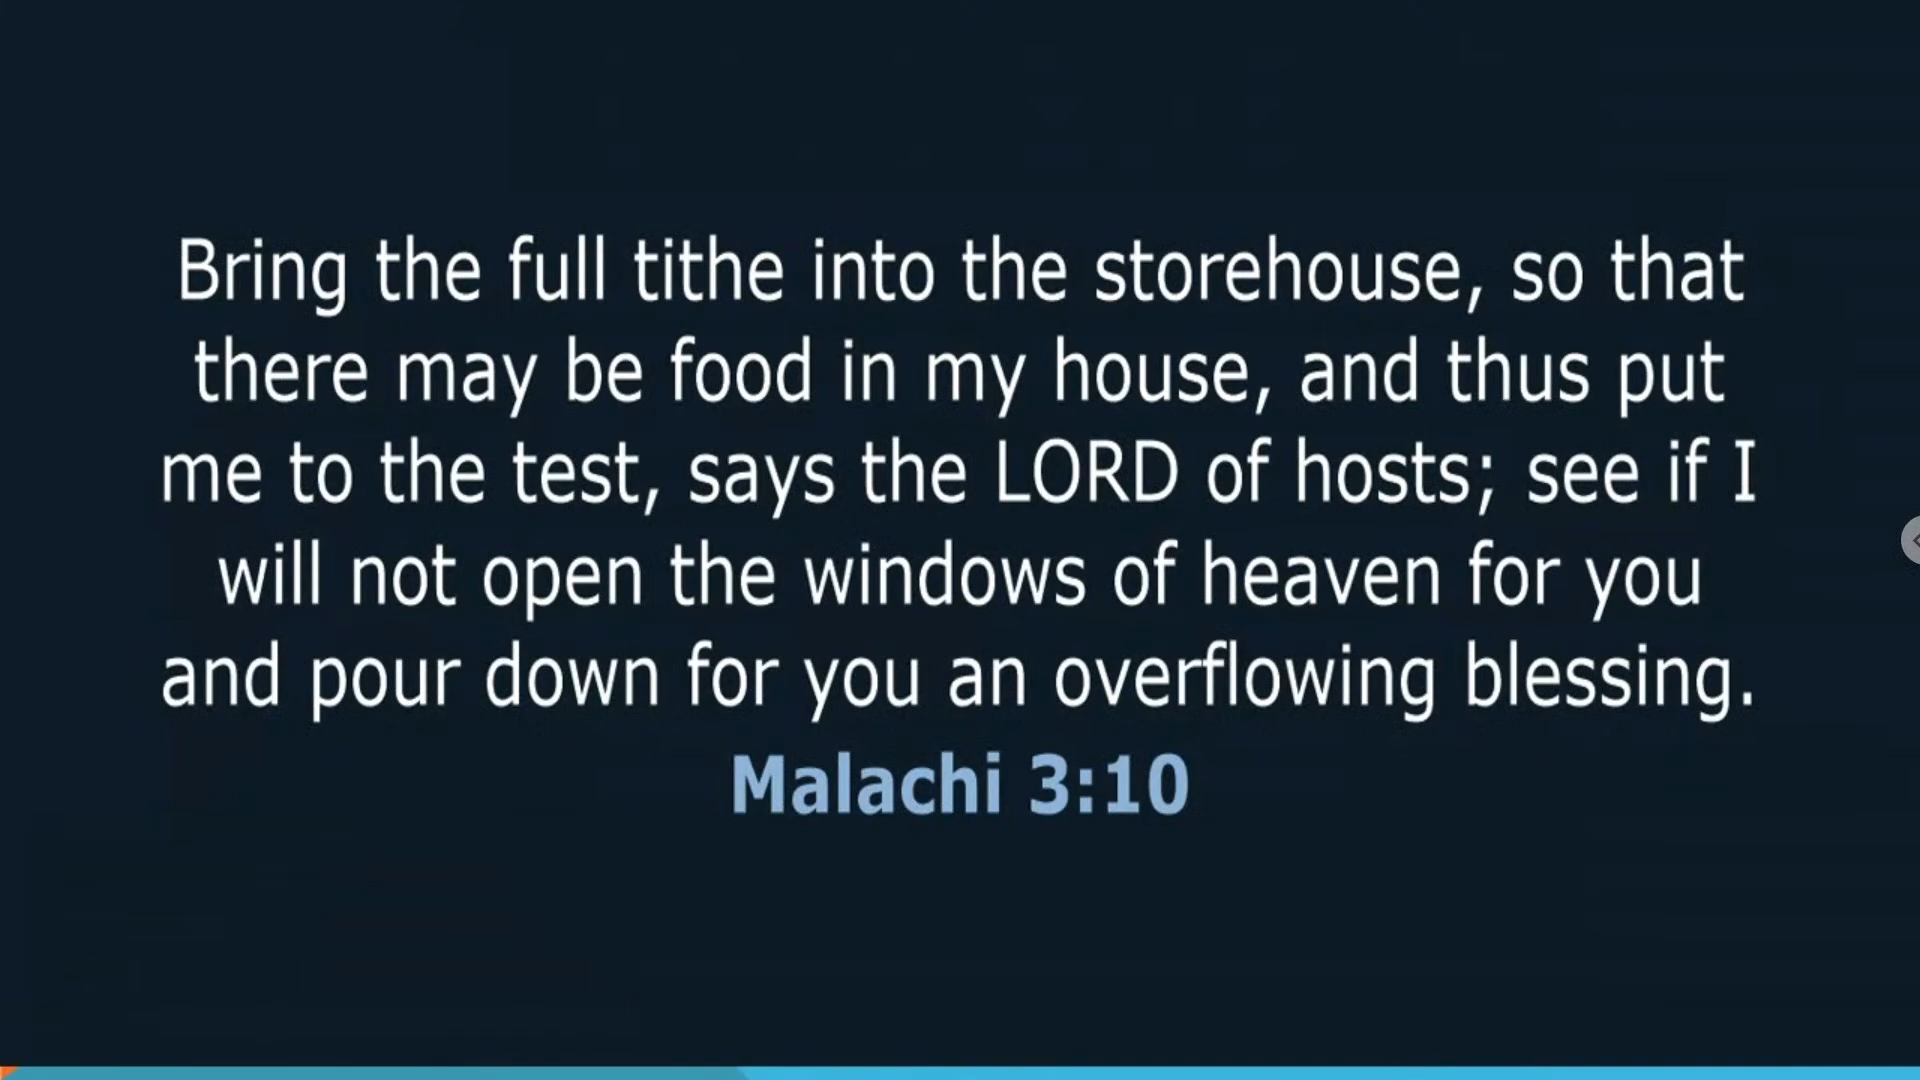 Bring the full tithe into the storehouse, so that
there may be food in my house, and thus put
me to the test, says the LORD of hosts; see if I
will not open the windows of heaven for you
and pour down for you an overflowing blessing.
Malachi 3:10